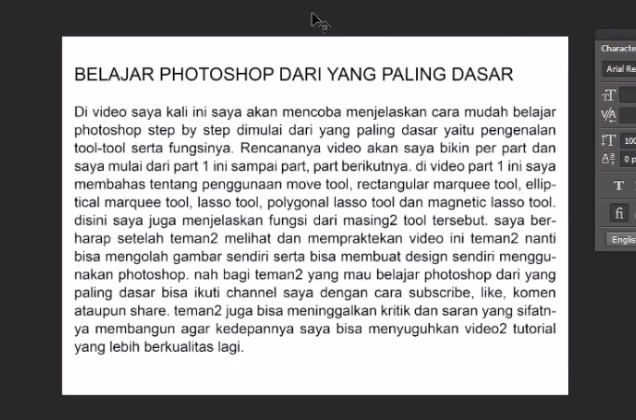 BELAJAR PHOTOSHOP DARI YANG PALING DASAR
Di video saya kali ini saya akan mencoba menjelaskan cara mudah belajar
photoshop step by step dimulai dari yang paling dasar yaitu pengenalan
tool-tool serta fungsinya. Rencananya video akan saya bikin per part dan
saya mulai dari part 1 ini sampai part, part berikutnya. di video part 1 ini saya
membahas tentang penggunaan move tool, rectangular marquee tool, ellip-
tical marquee tool, lasso tool, polygonal lasso tool dan magnetic lasso tool.
disini saya juga menjelaskan fungsi dari masing2 tool tersebut. saya ber-
harap setelah teman2 melihat dan mempraktekan video ini teman2 nanti
bisa mengolah gambar sendiri serta bisa membuat design sendiri menggu-
nakan photoshop. nah bagi teman2 yang mau belajar photoshop dari yang
paling dasar bisa ikuti channel saya dengan cara subscribe, like, komen
ataupun share. teman2 juga bisa meninggalkan kritik dan saran yang sifatn-
ya membangun agar kedepannya saya bisa menyuguhkan video2 tutorial
yang lebih berkualitas lagi.
Characte
Arial Re
100
0 p
T
fi
Englis